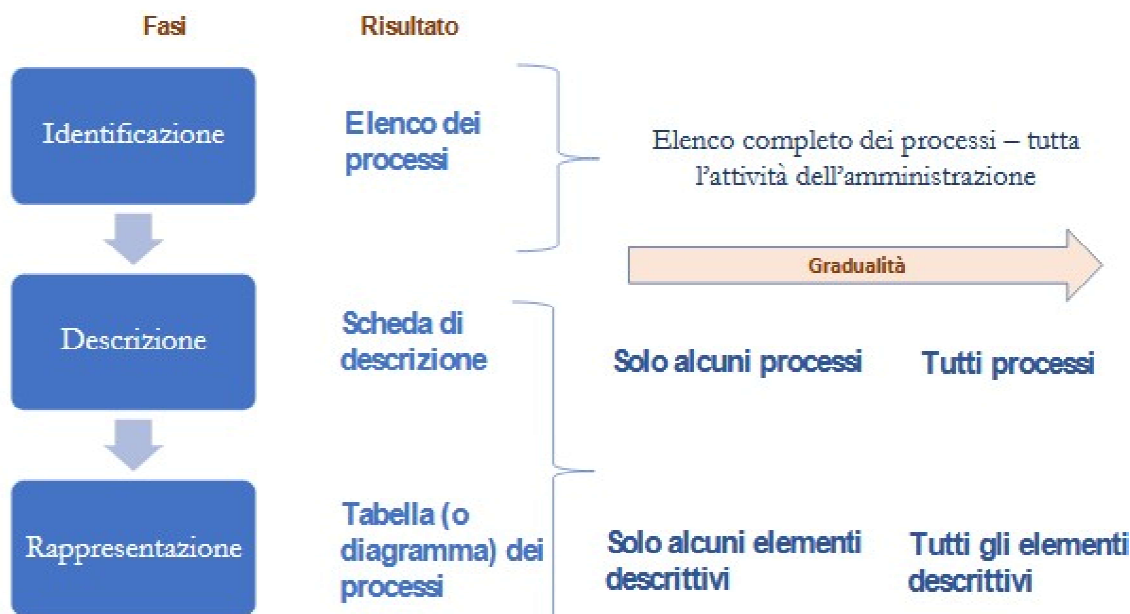 Fasi
Risultato
Identificazione
Elenco dei
processi
Elenco completo dei processi – tutta
l'attività dell'amministrazione
Gradualità
Descrizione
Scheda di
descrizione
Solo alcuni processi
Tutti processi
Rappresentazione
Tabella (o
diagramma) dei
processi
Solo alcuni elementi
descrittivi
Tutti gli elementi
descrittivi